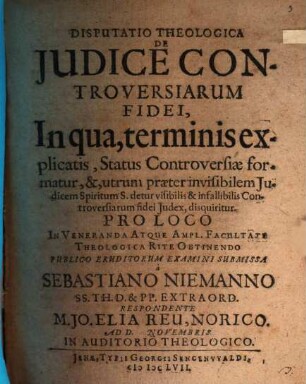 DISPUTATIO THEOLOGICA
DE
JUDICE CON-
TROVERSIARUM
FIDEI,
In qua, terminis ex-
plicatis, Status Controversiæ for-
matur, &, utrum præter invisibilem Ju-
dicem Spiritum S. detur visibilis & infallibilis Con-
troversiarum fidei Judex, disquiritur.
PRO LOCO
IN VENERANDA ATQUE AMPL. FACULTATE
THEOLOGICA RITE OBTINENDO
PUBLICO ERUDITORUM EXAMINI SUBMISSA
à
SEBASTIANO NIEMANNO
SS. TH. D. & PP. EXTRAORD.
RESPONDENTE
M. JO. ELIA REU, NORICO.
AD D. NOVEMBRIS
IN AUDITORIO THEOLOGICO.
JENÆ, TYPIS GEORGII SENGENVVALDI,
cIɔ Iɔc LVII.